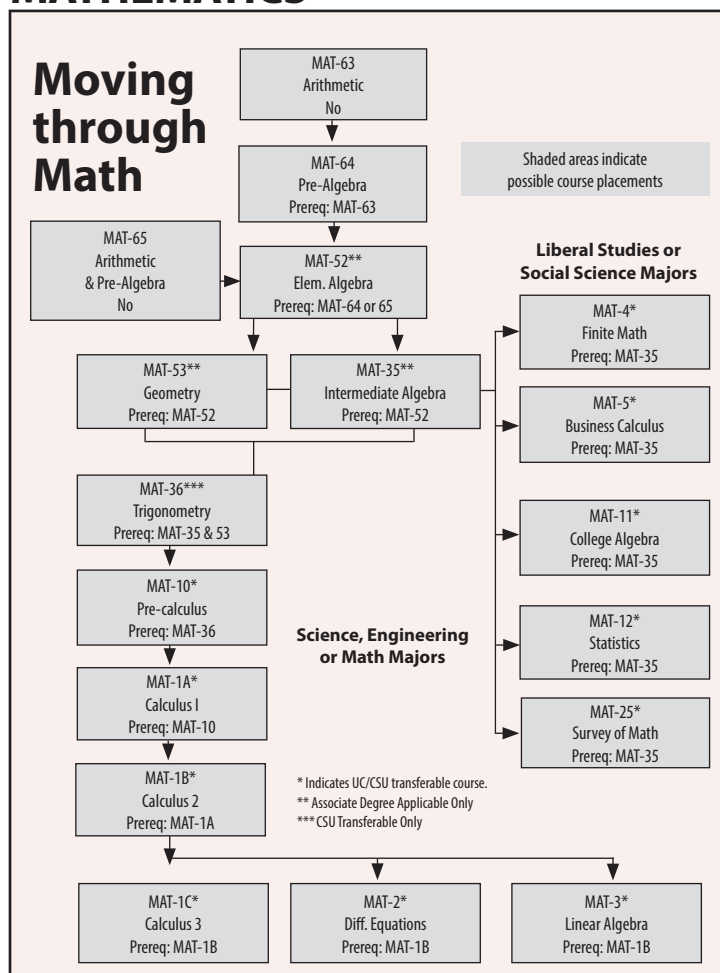 MATHEMATICS
Moving
through
Math
MAT-63
Arithmetic
No
MAT-64
Pre-Algebra
Prereq: MAT-63
Shaded areas indicate
possible course placements
MAT-65
Arithmetic
& Pre-Algebra
No
MAT-52**
Elem. Algebra
Prereq: MAT-64 or 65
Liberal Studies or
Social Science Majors
MAT-4*
Finite Math
Prereq: MAT-35
MAT-53**
Geometry
Prereq: MAT-52
MAT-35**
Intermediate Algebra
Prereq: MAT-52
MAT-5*
Business Calculus
Prereq: MAT-35
MAT-36***
Trigonometry
Prereq: MAT-35 & 53
MAT-11*
College Algebra
Prereq: MAT-35
MAT-10*
Pre-calculus
Prereq: MAT-36
Science, Engineering
or Math Majors
MAT-12*
Statistics
Prereq: MAT-35
MAT-1A*
Calculus I
Prereq: MAT-10
MAT-25*
Survey of Math
Prereq: MAT-35
MAT-1B*
Calculus 2
Prereq: MAT-1A
* Indicates UC/CSU transferable course.
** Associate Degree Applicable Only
*** CSU Transferable Only
MAT-1C*
Calculus 3
Prereq: MAT-1B
MAT-2*
Diff. Equations
Prereq: MAT-1B
MAT-3*
Linear Algebra
Prereq: MAT-1B